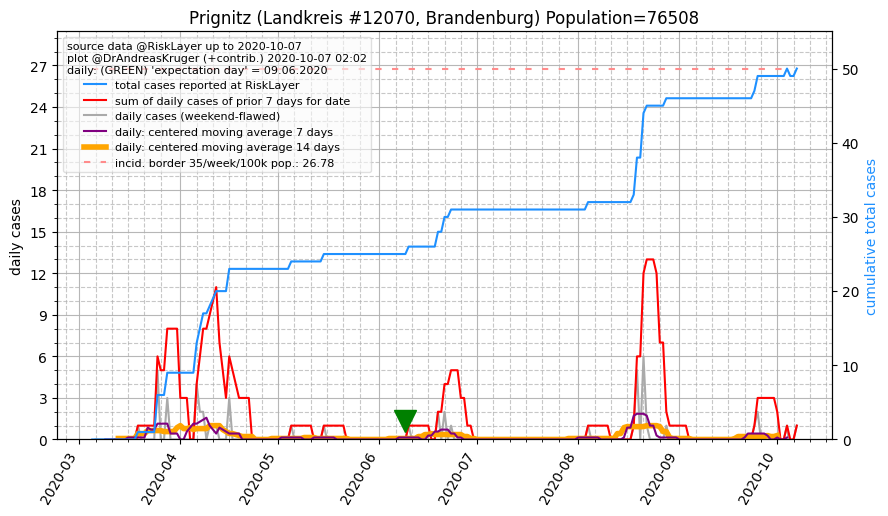 Prignitz (Landkreis #12070, Brandenburg) Population=76508
source data @RiskLayer up to 2020-10-07
plot @DrAndreasKruger (+contrib.) 2020-10-07 02:02
daily: (GREEN) 'expectation day' = 09.06.2020
total cases reported at RiskLayer
sum of daily cases of prior 7 days for date
daily cases (weekend-flawed)
daily: centered moving average 7 days
daily: centered moving average 14 days
incid. border 35/week/100k pop.: 26.78
daily cases
27
24
21
18
15
12
9
6
3
0
50
40
30
20
10
0
cumulative total cases
2020-03
2020-04
2020-05
2020-06
2020-07
2020-08
2020-09
2020-10